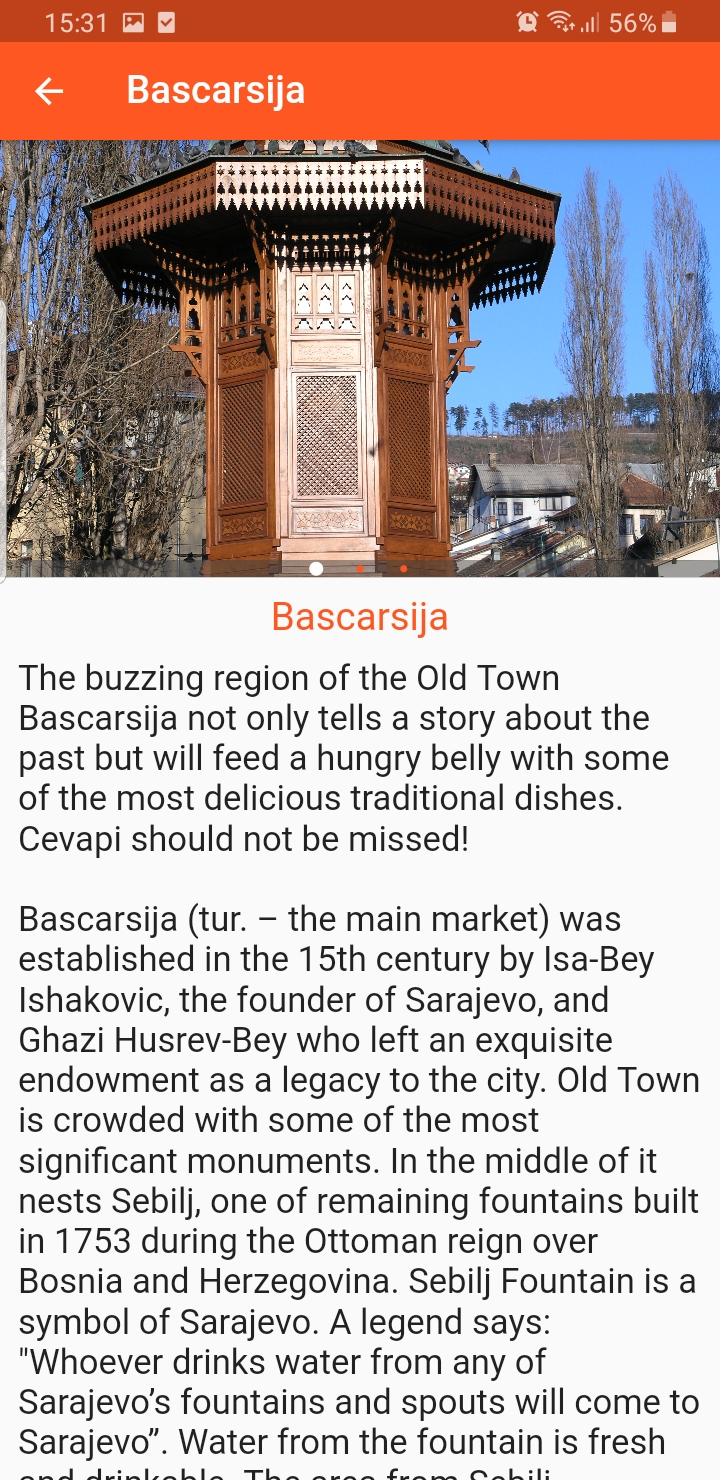 15:31 56%
Bascarsija
Bascarsija
The buzzing region of the Old Town
Bascarsija not only tells a story about the
past but will feed a hungry belly with some
of the most delicious traditional dishes.
Cevapi should not be missed!
Bascarsija (tur. – the main market) was
established in the 15th century by Isa-Bey
Ishakovic, the founder of Sarajevo, and
Ghazi Husrev-Bey who left an exquisite
endowment as a legacy to the city. Old Town
is crowded with some of the most
significant monuments. In the middle of it
nests Sebilj, one of remaining fountains built
in 1753 during the Ottoman reign over
Bosnia and Herzegovina. Sebilj Fountain is a
symbol of Sarajevo. A legend says:
"Whoever drinks water from any of
Sarajevo’s fountains and spouts will come to
Sarajevo”. Water from the fountain is fresh
and drinkable. The area from Sebilj